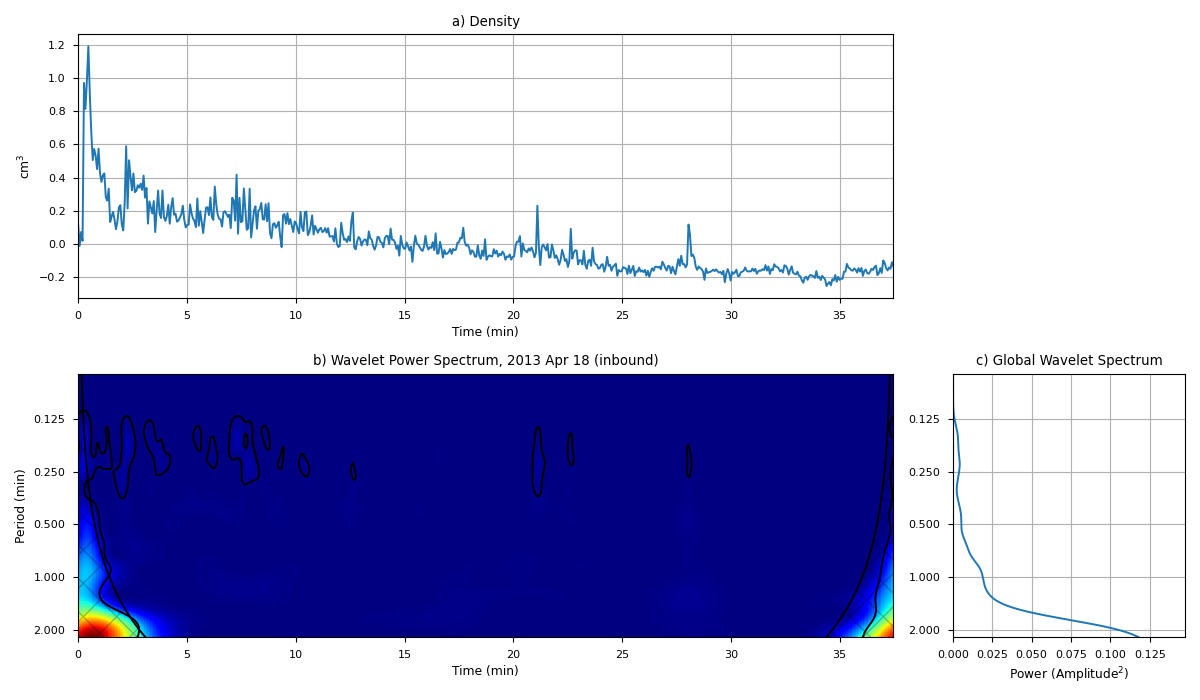 a) Density
1.2
1.0
0.8
0.6
0.4
0.2
0.0
−0.2
cm³
0 5 10 15 20 25 30 35
Time (min)
b) Wavelet Power Spectrum, 2013 Apr 18 (inbound)
0.125
0.250
0.500
1.000
2.000
Period (min)
0 5 10 15 20 25 30 35
Time (min)
c) Global Wavelet Spectrum
0.125
0.250
0.500
1.000
2.000
0.000 0.025 0.050 0.075 0.100 0.125
Power (Amplitude²)